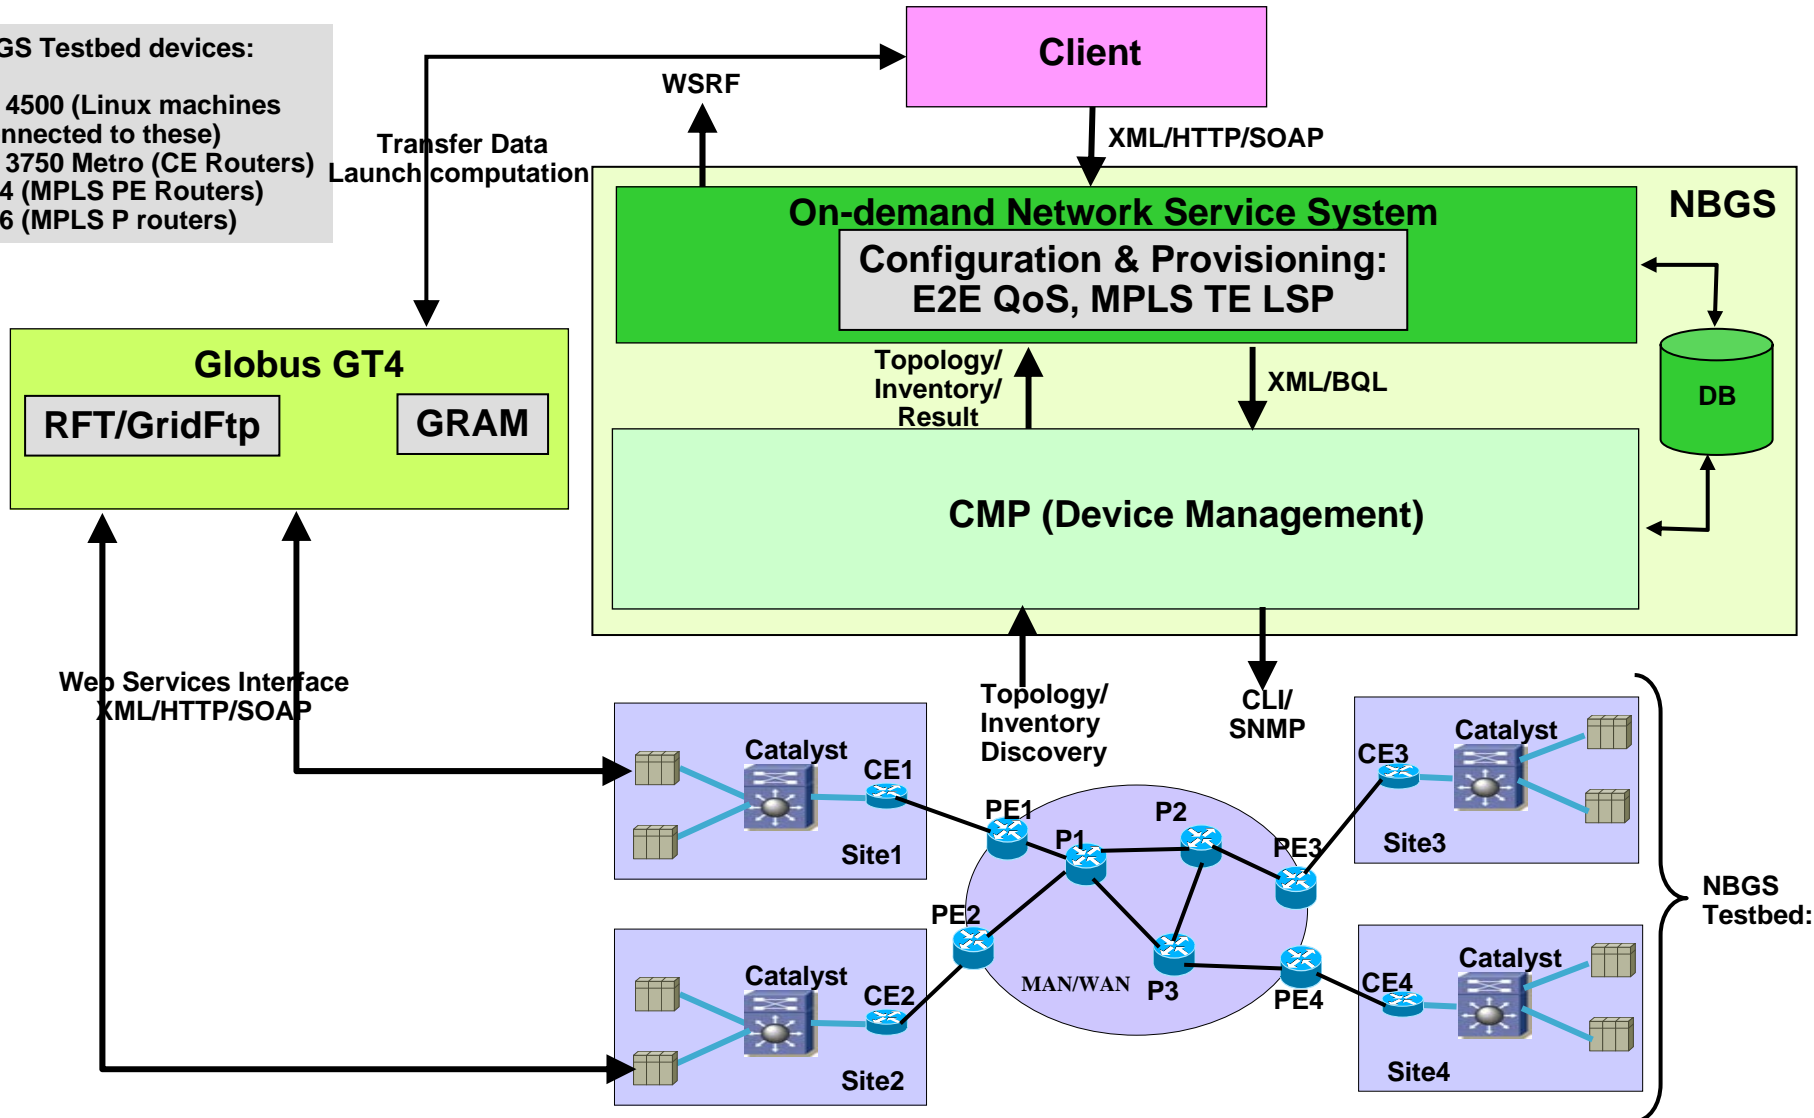 GS Testbed devices:
4500 (Linux machines
nnected to these)
3750 Metro (CE Routers)
4 (MPLS PE Routers)
6 (MPLS P routers)
Client
WSRF
Transfer Data
Launch computation
XML/HTTP/SOAP
NBGS
On-demand Network Service System
Configuration & Provisioning:
E2E QoS, MPLS TE LSP
Globus GT4
RFT/GridFtp
GRAM
Topology/
Inventory/
Result
XML/BQL
DB
CMP (Device Management)
Web Services Interface
XML/HTTP/SOAP
Topology/
Inventory
Discovery
CLI/
SNMP
Catalyst
CE1
Site1
Catalyst
CE2
Site2
PE1
P1
P2
PE3
PE2
MAN/WAN
P3
PE4
Catalyst
CE3
Site3
Catalyst
CE4
Site4
NBGS
Testbed: